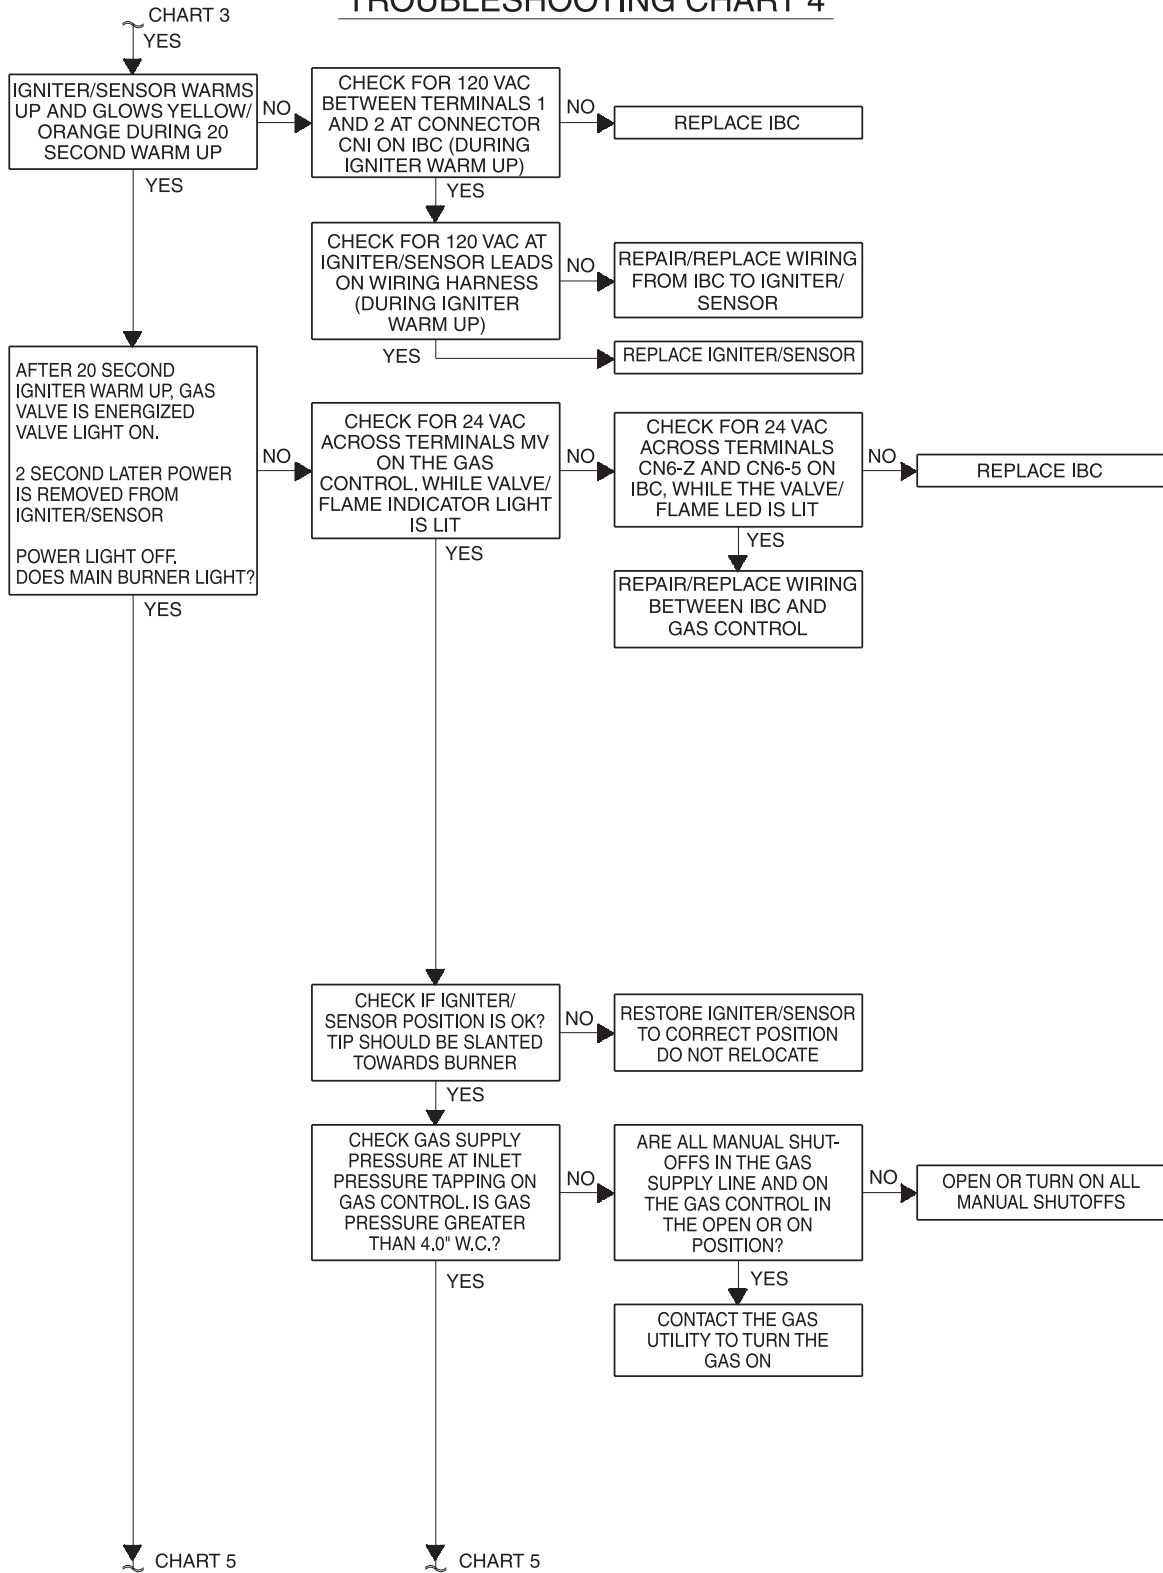 TROUBLESHOOTING CHART 4
CHART 3
YES
IGNITER/SENSOR WARMS
UP AND GLOWS YELLOW/
ORANGE DURING 20
SECOND WARM UP
NO
CHECK FOR 120 VAC
BETWEEN TERMINALS 1
AND 2 AT CONNECTOR
CNI ON IBC (DURING
IGNITER WARM UP)
NO
REPLACE IBC
YES
YES
CHECK FOR 120 VAC AT
IGNITER/SENSOR LEADS
ON WIRING HARNESS
(DURING IGNITER
WARM UP)
NO
REPAIR/REPLACE WIRING
FROM IBC TO IGNITER/
SENSOR
YES
REPLACE IGNITER/SENSOR
AFTER 20 SECOND
IGNITER WARM UP, GAS
VALVE IS ENERGIZED
VALVE LIGHT ON.
2 SECOND LATER POWER
IS REMOVED FROM
IGNITER/SENSOR
POWER LIGHT OFF.
DOES MAIN BURNER LIGHT?
NO
CHECK FOR 24 VAC
ACROSS TERMINALS MV
ON THE GAS
CONTROL. WHILE VALVE/
FLAME INDICATOR LIGHT
IS LIT
NO
CHECK FOR 24 VAC
ACROSS TERMINALS
CN6-Z AND CN6-5 ON
IBC, WHILE THE VALVE/
FLAME LED IS LIT
NO
REPLACE IBC
YES
YES
YES
REPAIR/REPLACE WIRING
BETWEEN IBC AND
GAS CONTROL
CHECK IF IGNITER/
SENSOR POSITION IS OK?
TIP SHOULD BE SLANTED
TOWARDS BURNER
NO
RESTORE IGNITER/SENSOR
TO CORRECT POSITION
DO NOT RELOCATE
YES
CHECK GAS SUPPLY
PRESSURE AT INLET
PRESSURE TAPPING ON
GAS CONTROL. IS GAS
PRESSURE GREATER
THAN 4.0" W.C.?
NO
ARE ALL MANUAL SHUT-
OFFS IN THE GAS
SUPPLY LINE AND ON
THE GAS CONTROL IN
THE OPEN OR ON
POSITION?
NO
OPEN OR TURN ON ALL
MANUAL SHUTOFFS
YES
YES
CONTACT THE GAS
UTILITY TO TURN THE
GAS ON
CHART 5
CHART 5